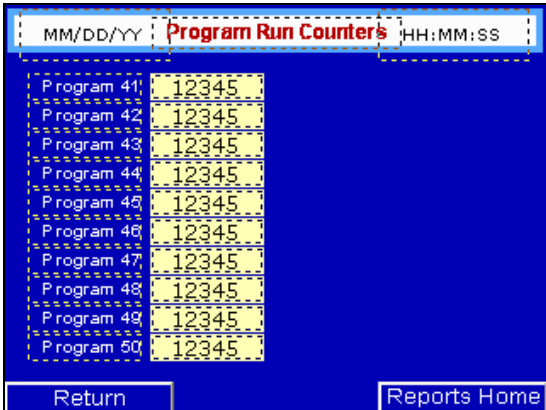 MM/DD/YY Program Run Counters HH:MM:SS
Program 41 12345
Program 42 12345
Program 43 12345
Program 44 12345
Program 45 12345
Program 46 12345
Program 47 12345
Program 48 12345
Program 49 12345
Program 50 12345
Return Reports Home